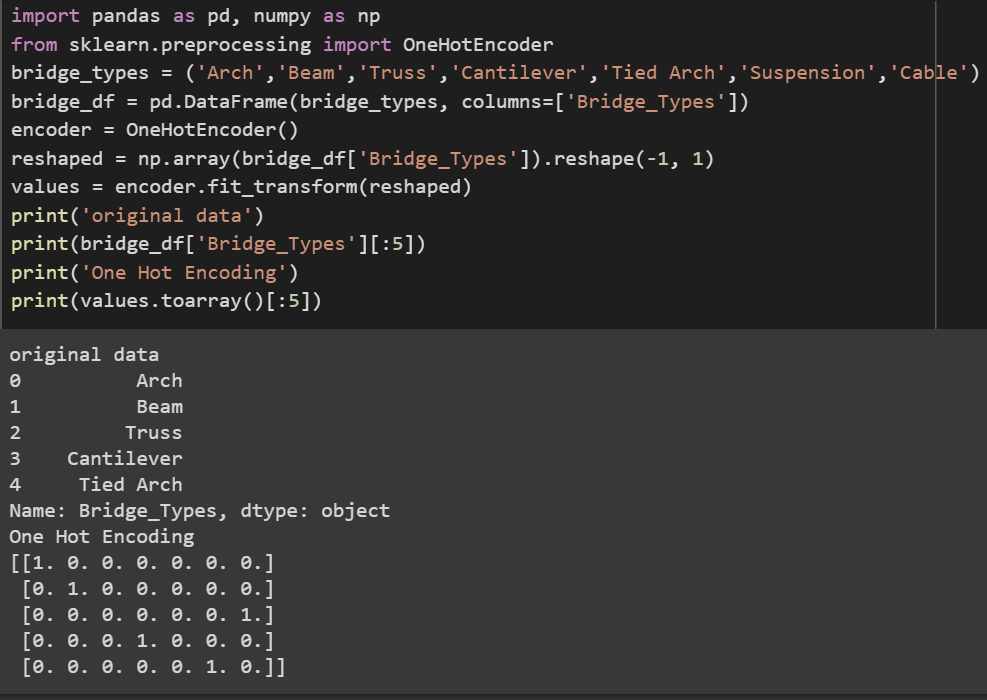 import pandas as pd, numpy as np
from sklearn.preprocessing import OneHotEncoder
bridge_types = ('Arch','Beam','Truss','Cantilever','Tied Arch','Suspension','Cable')
bridge_df = pd.DataFrame(bridge_types, columns=['Bridge_Types'])
encoder = OneHotEncoder()
reshaped = np.array(bridge_df['Bridge_Types']).reshape(-1, 1)
values = encoder.fit_transform(reshaped)
print('original data')
print(bridge_df['Bridge_Types'][:5])
print('One Hot Encoding')
print(values.toarray()[:5])
original data
0          Arch
1          Beam
2         Truss
3    Cantilever
4     Tied Arch
Name: Bridge_Types, dtype: object
One Hot Encoding
[[1. 0. 0. 0. 0. 0. 0.]
 [0. 1. 0. 0. 0. 0. 0.]
 [0. 0. 0. 0. 0. 0. 1.]
 [0. 0. 0. 1. 0. 0. 0.]
 [0. 0. 0. 0. 0. 1. 0.]]